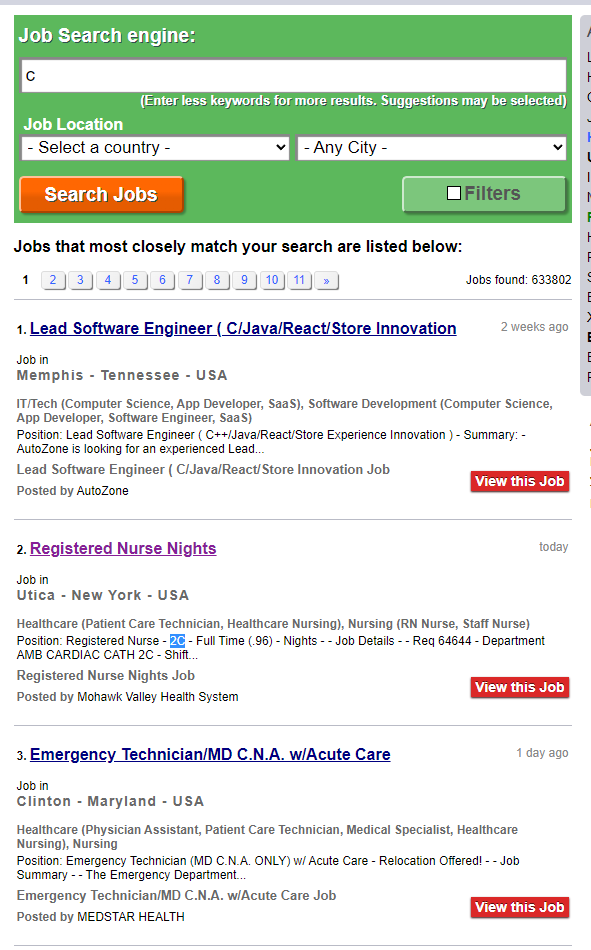 Job Search engine:
C
(Enter less keywords for more results. Suggestions may be selected)
Job Location
- Select a country -
- Any City -
Search Jobs
Filters
Jobs that most closely match your search are listed below:
1 2 3 4 5 6 7 8 9 10 11 »
Jobs found: 633802
1. Lead Software Engineer ( C/Java/React/Store Innovation
2 weeks ago
Job in
Memphis - Tennessee - USA
IT/Tech (Computer Science, App Developer, SaaS), Software Development (Computer Science,
App Developer, Software Engineer, SaaS)
Position: Lead Software Engineer ( C++/Java/React/Store Experience Innovation ) - Summary: -
AutoZone is looking for an experienced Lead...
Lead Software Engineer ( C/Java/React/Store Innovation Job
View this Job
Posted by AutoZone
2. Registered Nurse Nights
today
Job in
Utica - New York - USA
Healthcare (Patient Care Technician, Healthcare Nursing), Nursing (RN Nurse, Staff Nurse)
Position: Registered Nurse - 2C - Full Time (.96) - Nights - - Job Details - - Req 64644 - Department
AMB CARDIAC CATH 2C - Shift...
Registered Nurse Nights Job
View this Job
Posted by Mohawk Valley Health System
3. Emergency Technician/MD C.N.A. w/Acute Care
1 day ago
Job in
Clinton - Maryland - USA
Healthcare (Physician Assistant, Patient Care Technician, Medical Specialist, Healthcare
Nursing), Nursing
Position: Emergency Technician (MD C.N.A. ONLY) w/ Acute Care - Relocation Offered! - - Job
Summary - - The Emergency Department...
Emergency Technician/MD C.N.A. w/Acute Care Job
View this Job
Posted by MEDSTAR HEALTH